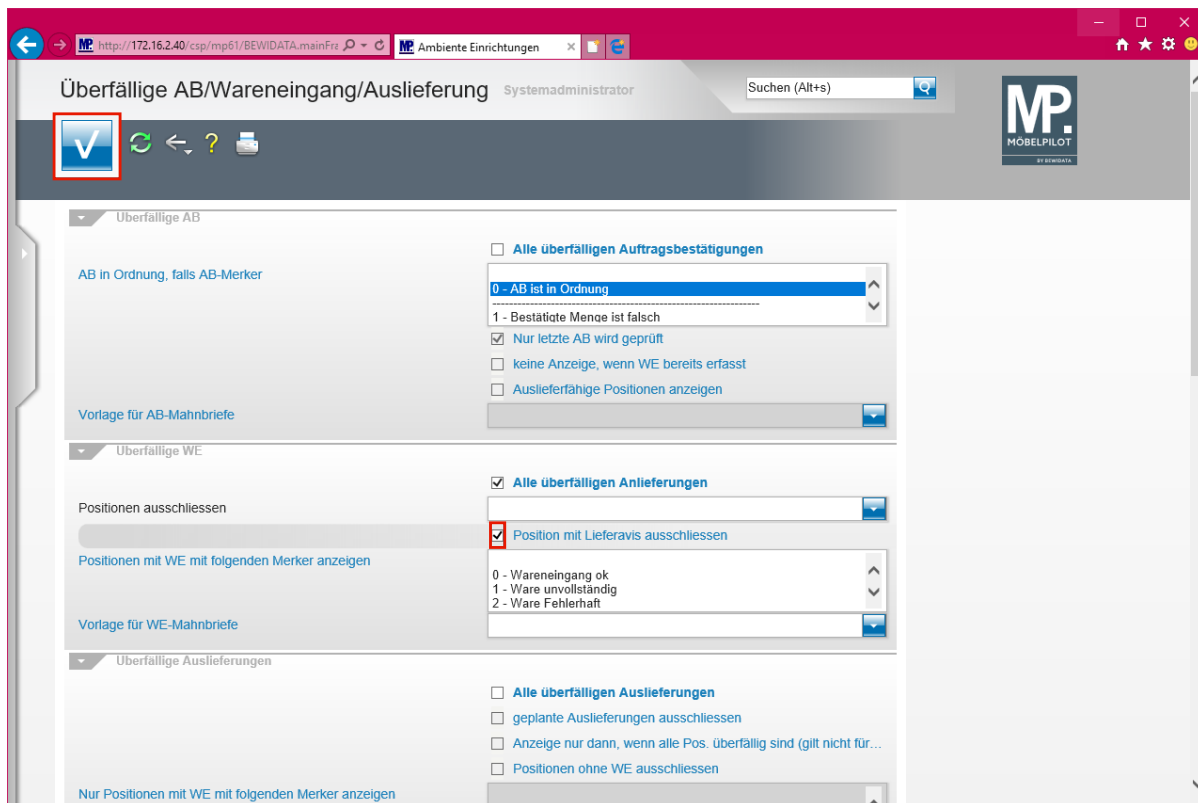 http://172.16.2.40/csp/mp61/BEWIDATA.mainFra
MP. Ambiente Einrichtungen
Überfällige AB/Wareneingang/Auslieferung Systemadministrator
Suchen (Alt+s)
MP.
MÖBELPILOT
BY BEWIDATA
Überfällige AB
Alle überfälligen Auftragsbestätigungen
AB in Ordnung, falls AB-Merker
0 - AB ist in Ordnung
1 - Bestätigte Menge ist falsch
Nur letzte AB wird geprüft
keine Anzeige, wenn WE bereits erfasst
Auslieferfähige Positionen anzeigen
Vorlage für AB-Mahnbriefe
Überfällige WE
Alle überfälligen Anlieferungen
Positionen ausschliessen
Position mit Lieferavis ausschliessen
Positionen mit WE mit folgenden Merker anzeigen
0 - Wareneingang ok
1 - Ware unvollständig
2 - Ware Fehlerhaft
Vorlage für WE-Mahnbriefe
Überfällige Auslieferungen
Alle überfälligen Auslieferungen
geplante Auslieferungen ausschliessen
Anzeige nur dann, wenn alle Pos. überfällig sind (gilt nicht für...
Positionen ohne WE ausschliessen
Nur Positionen mit WE mit folgenden Merker anzeigen